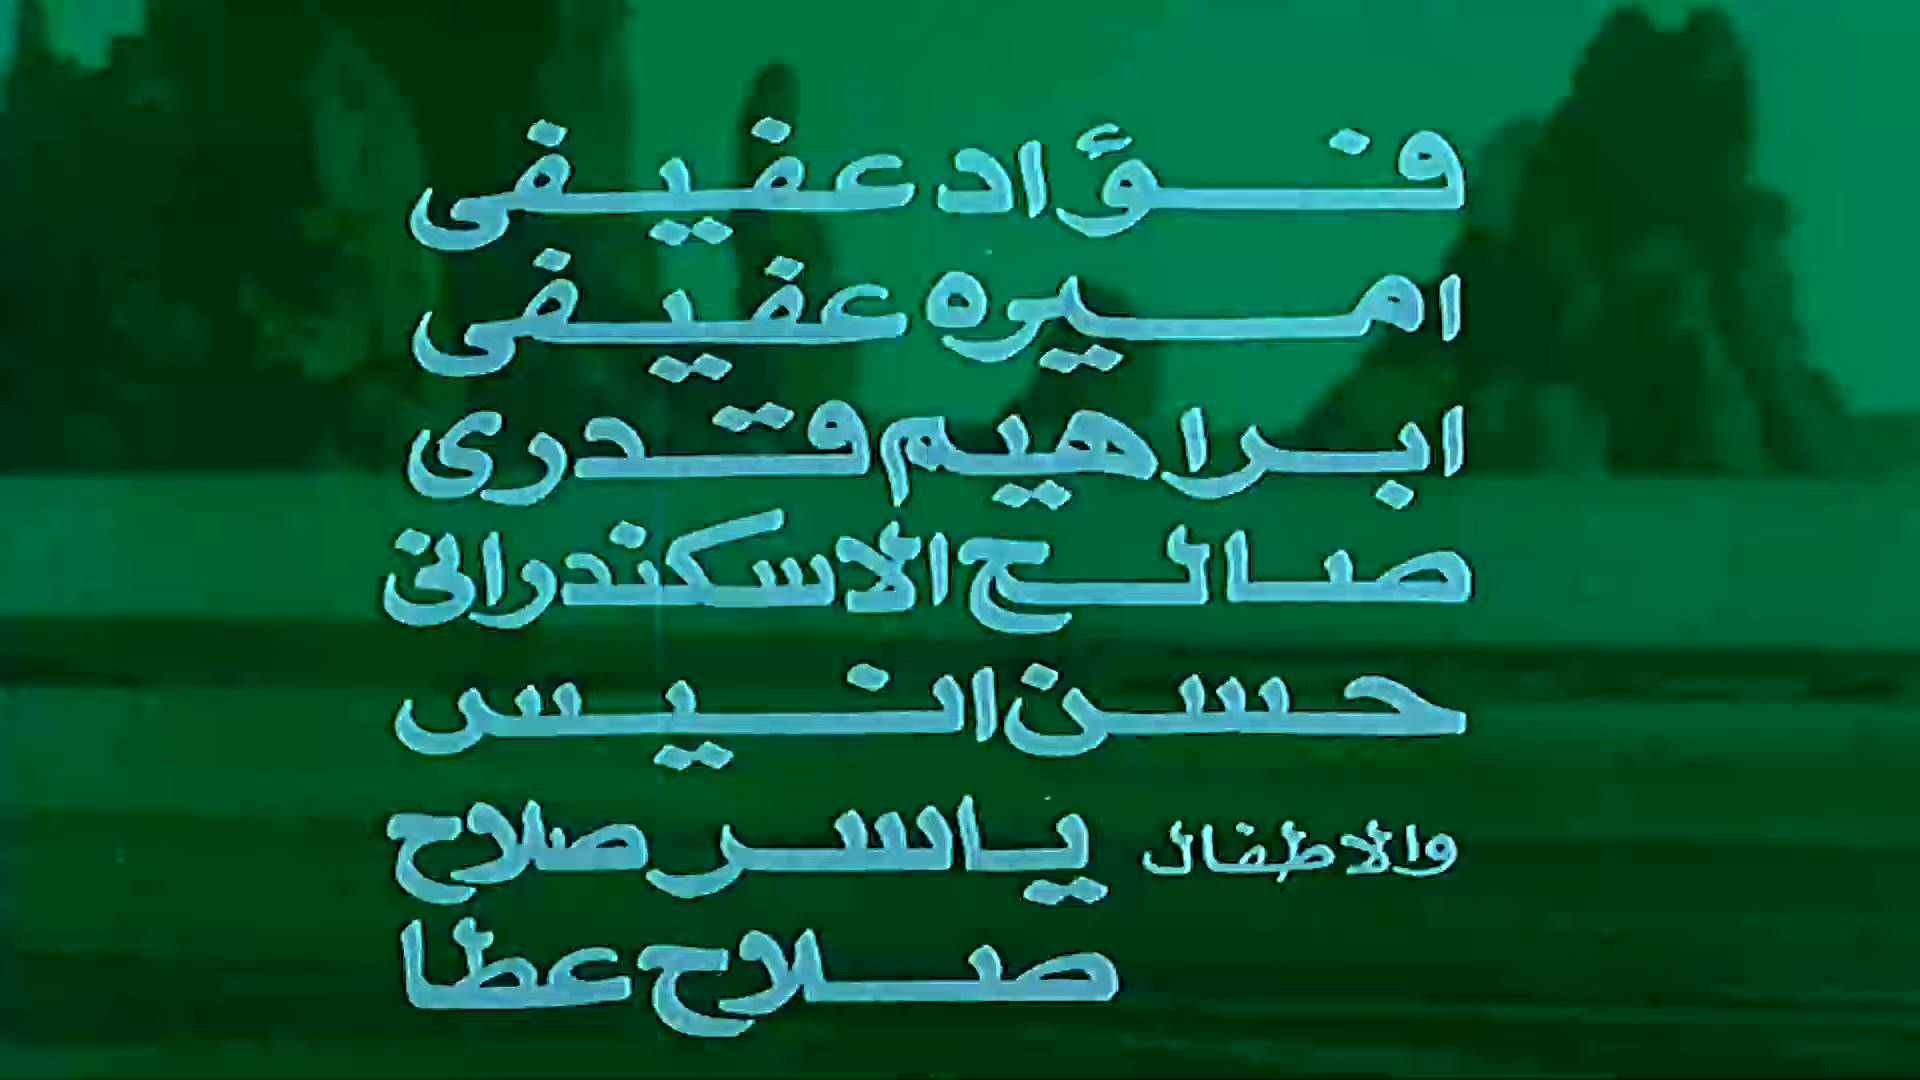 فؤاد عفيفى
اميره عفيفى
ابراهيم قدرى
صالح الاسكندرانى
حسن انيس
والاطفال ياسر صلاح
صلاح عطا